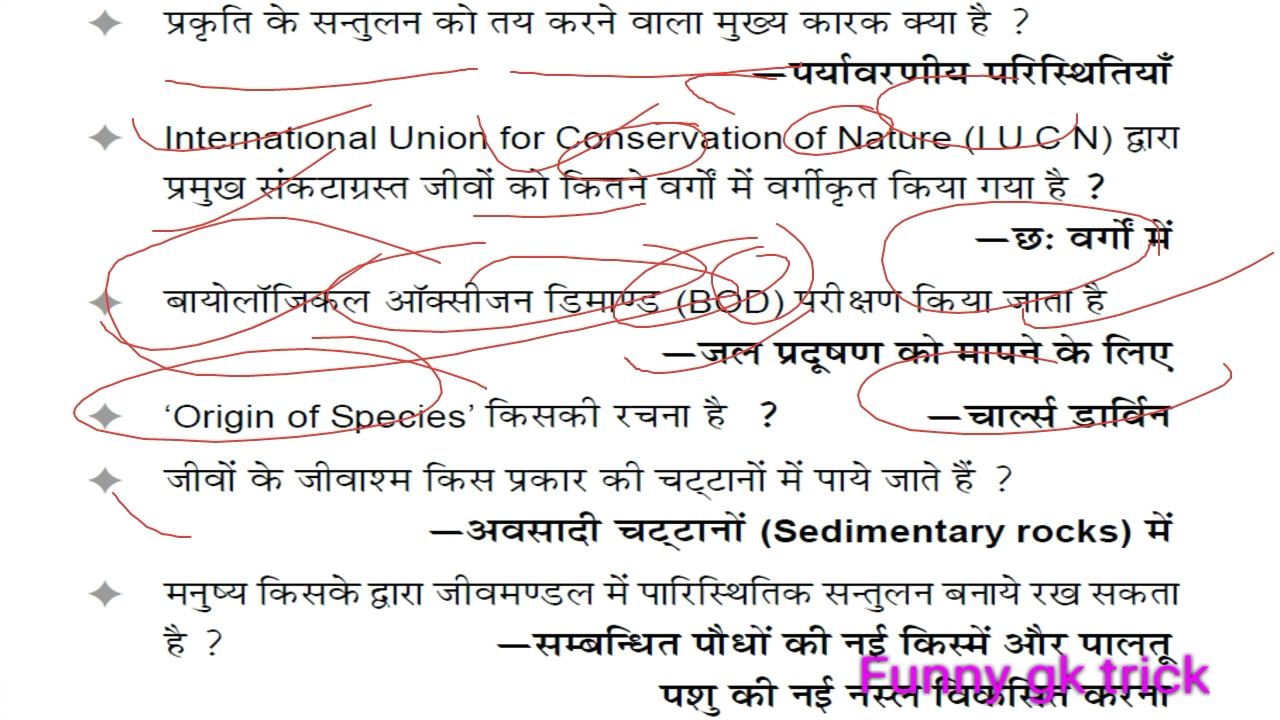 प्रकृति के सन्तुलन को तय करने वाला मुख्य कारक क्या है ?
—पर्यावरणीय परिस्थितियाँ
International Union for Conservation of Nature (I U C N) द्वारा
प्रमुख संकटाग्रस्त जीवों को कितने वर्गों में वर्गीकृत किया गया है ?
—छः वर्गों में
बायोलॉजिकल ऑक्सीजन डिमाण्ड (BOD) परीक्षण किया जाता है
—जल प्रदूषण को मापने के लिए
‘Origin of Species’ किसकी रचना है ? —चार्ल्स डार्विन
जीवों के जीवाश्म किस प्रकार की चट्टानों में पाये जाते हैं ?
—अवसादी चट्टानों (Sedimentary rocks) में
मनुष्य किसके द्वारा जीवमण्डल में पारिस्थितिक सन्तुलन बनाये रख सकता
है ? —सम्बन्धित पौधों की नई किस्में और पालतू
पशु की नई नस्ल विकसित करना
Funny gk trick